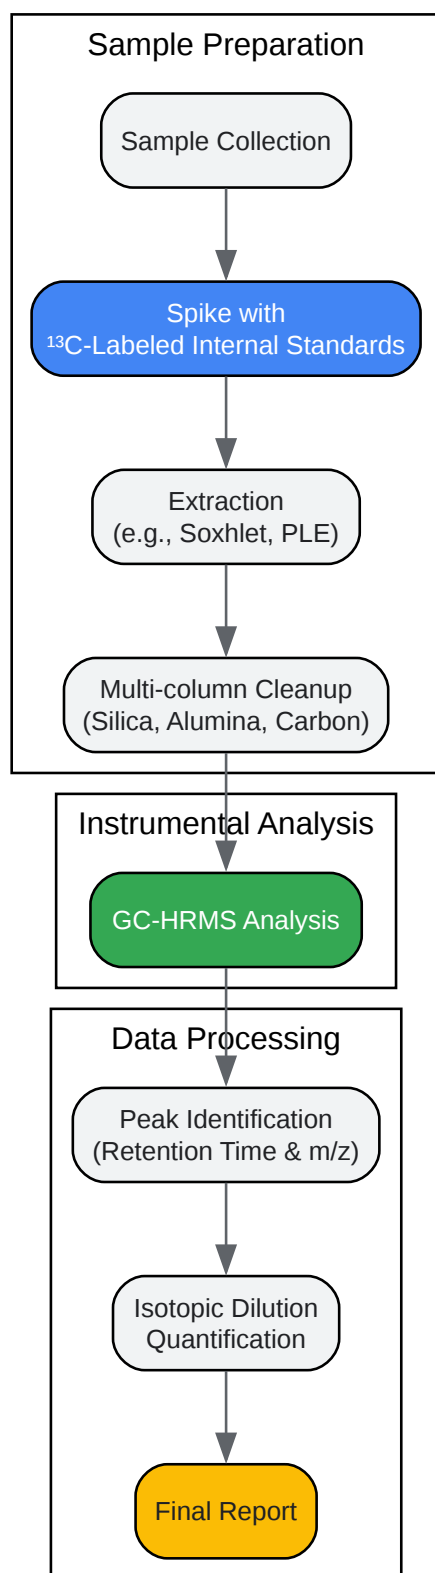 Sample Preparation
Sample Collection
Spike with
¹³C-Labeled Internal Standards
Extraction
(e.g., Soxhlet, PLE)
Multi-column Cleanup
(Silica, Alumina, Carbon)
Instrumental Analysis
GC-HRMS Analysis
Data Processing
Peak Identification
(Retention Time & m/z)
Isotopic Dilution
Quantification
Final Report